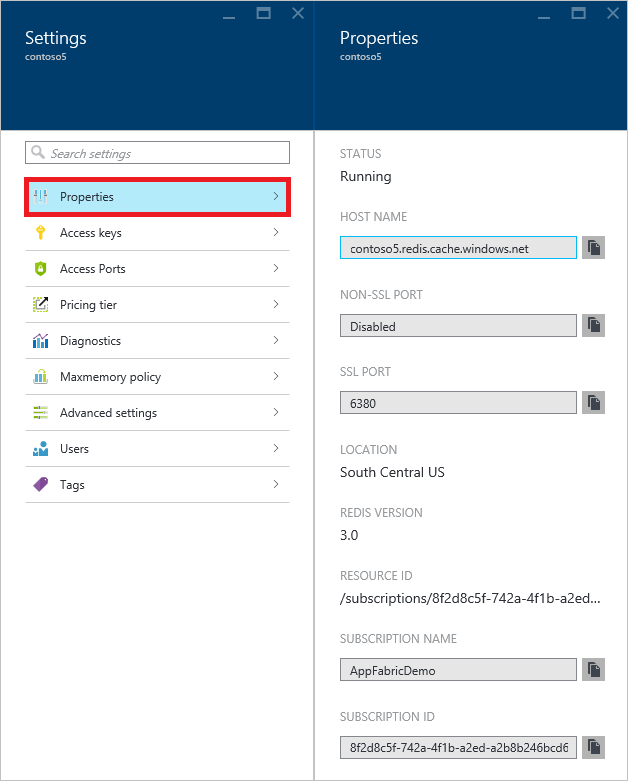 Settings
contoso5
Search settings
Properties
Access keys
Access Ports
Pricing tier
Diagnostics
Maxmemory policy
Advanced settings
Users
Tags
Properties
contoso5
STATUS
Running
HOST NAME
contoso5.redis.cache.windows.net
NON-SSL PORT
Disabled
SSL PORT
6380
LOCATION
South Central US
REDIS VERSION
3.0
RESOURCE ID
/subscriptions/8f2d8c5f-742a-4f1b-a2ed...
SUBSCRIPTION NAME
AppFabricDemo
SUBSCRIPTION ID
8f2d8c5f-742a-4f1b-a2ed-a2b8b246bcd6